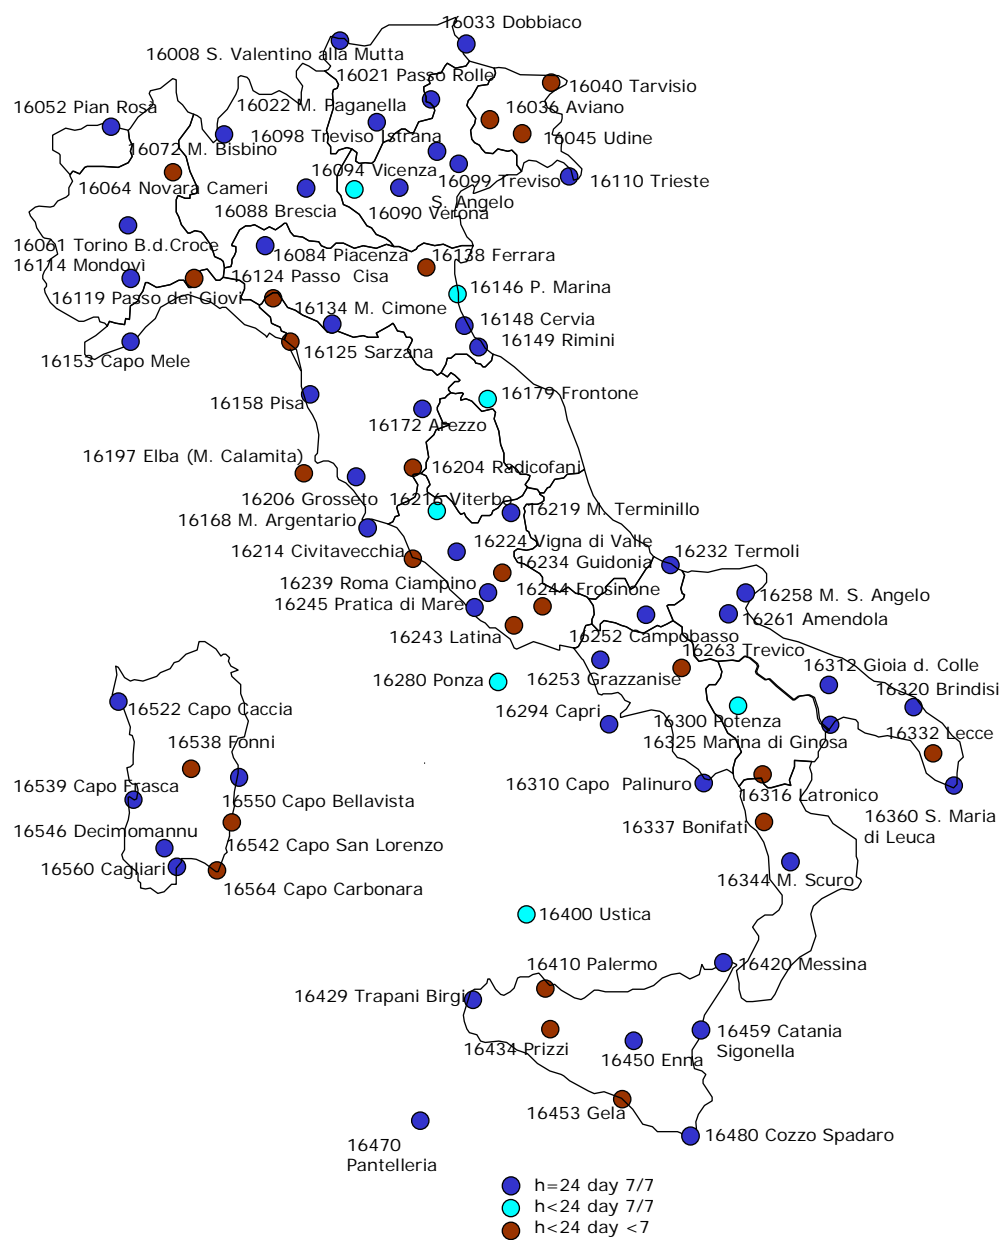 16033 Dobbiaco
16008 S. Valentino alla Mutta
16021 Passo Rolle
16040 Tarvisio
16052 Pian Rosà
16022 M. Paganella
16036 Aviano
16098 Treviso Istrana
16045 Udine
16072 M. Bisbino
16094 Vicenza
16099 Treviso
S. Angelo
16110 Trieste
16064 Novara Cameri
16088 Brescia
16090 Verona
16061 Torino B.d.Croce
16084 Piacenza
16138 Ferrara
16114 Mondovì
16124 Passo Cisa
16146 P. Marina
16119 Passo dei Giovi
16134 M. Cimone
16148 Cervia
16149 Rimini
16153 Capo Mele
16125 Sarzana
16179 Frontone
16158 Pisa
16172 Arezzo
16197 Elba (M. Calamita)
16204 Radicofani
16206 Grosseto
16216 Viterbo
16219 M. Terminillo
16168 M. Argentario
16224 Vigna di Valle
16214 Civitavecchia
16234 Guidonia
16232 Termoli
16239 Roma Ciampino
16244 Frosinone
16258 M. S. Angelo
16245 Pratica di Mare
16261 Amendola
16243 Latina
16252 Campobasso
16263 Trevico
16280 Ponza
16253 Grazzanise
16312 Gioia d. Colle
16320 Brindisi
16522 Capo Caccia
16294 Capri
16300 Potenza
16332 Lecce
16538 Fonni
16325 Marina di Ginosa
16539 Capo Frasca
16310 Capo Palinuro
16550 Capo Bellavista
16316 Latronico
16360 S. Maria
di Leuca
16546 Decimomannu
16337 Bonifati
16542 Capo San Lorenzo
16560 Cagliari
16344 M. Scuro
16564 Capo Carbonara
16400 Ustica
16410 Palermo
16420 Messina
16429 Trapani Birgi
16459 Catania
Sigonella
16434 Prizzi
16450 Enna
16453 Gela
16480 Cozzo Spadaro
16470
Pantelleria
h=24 day 7/7
h<24 day 7/7
h<24 day <7